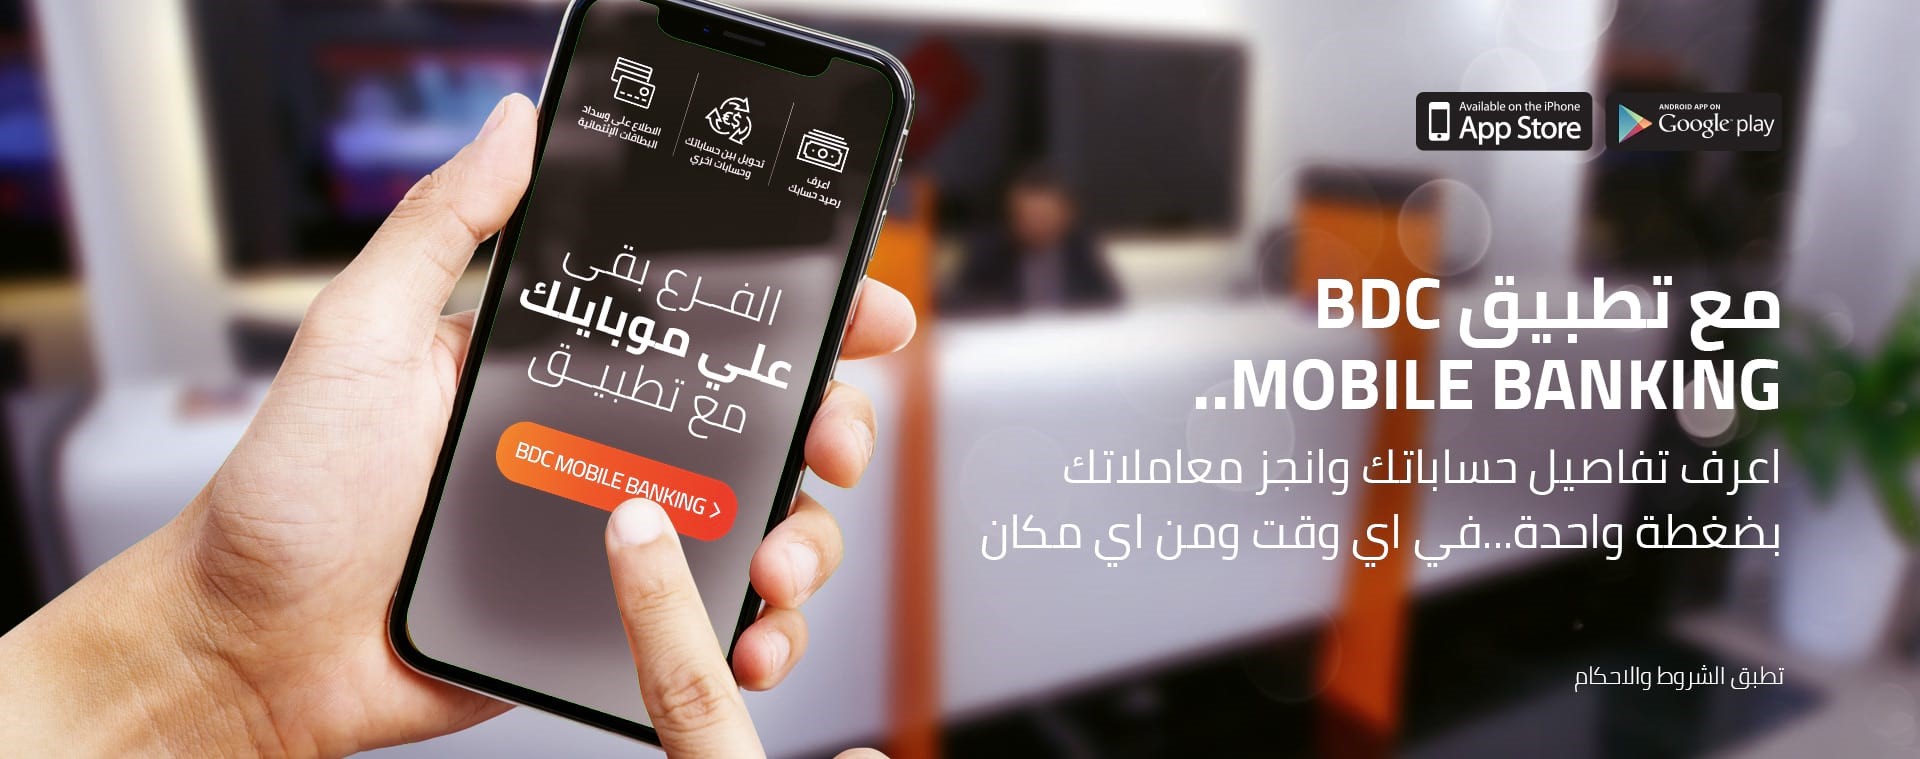 الاطلاع على وسداد
البطاقات الإئتمانية
تحويل بين حساباتك
وحسابات اخري
اعرف
رصيد حسابك
الفرع بقى
علي موبايلك
مع تطبيق
BDC MOBILE BANKING >
Available on the iPhone
App Store
ANDROID APP ON
Google play
مع تطبيق BDC
MOBILE BANKING..
اعرف تفاصيل حساباتك وانجز معاملاتك
بضغطة واحدة...في اي وقت ومن اي مكان
تطبق الشروط والاحكام